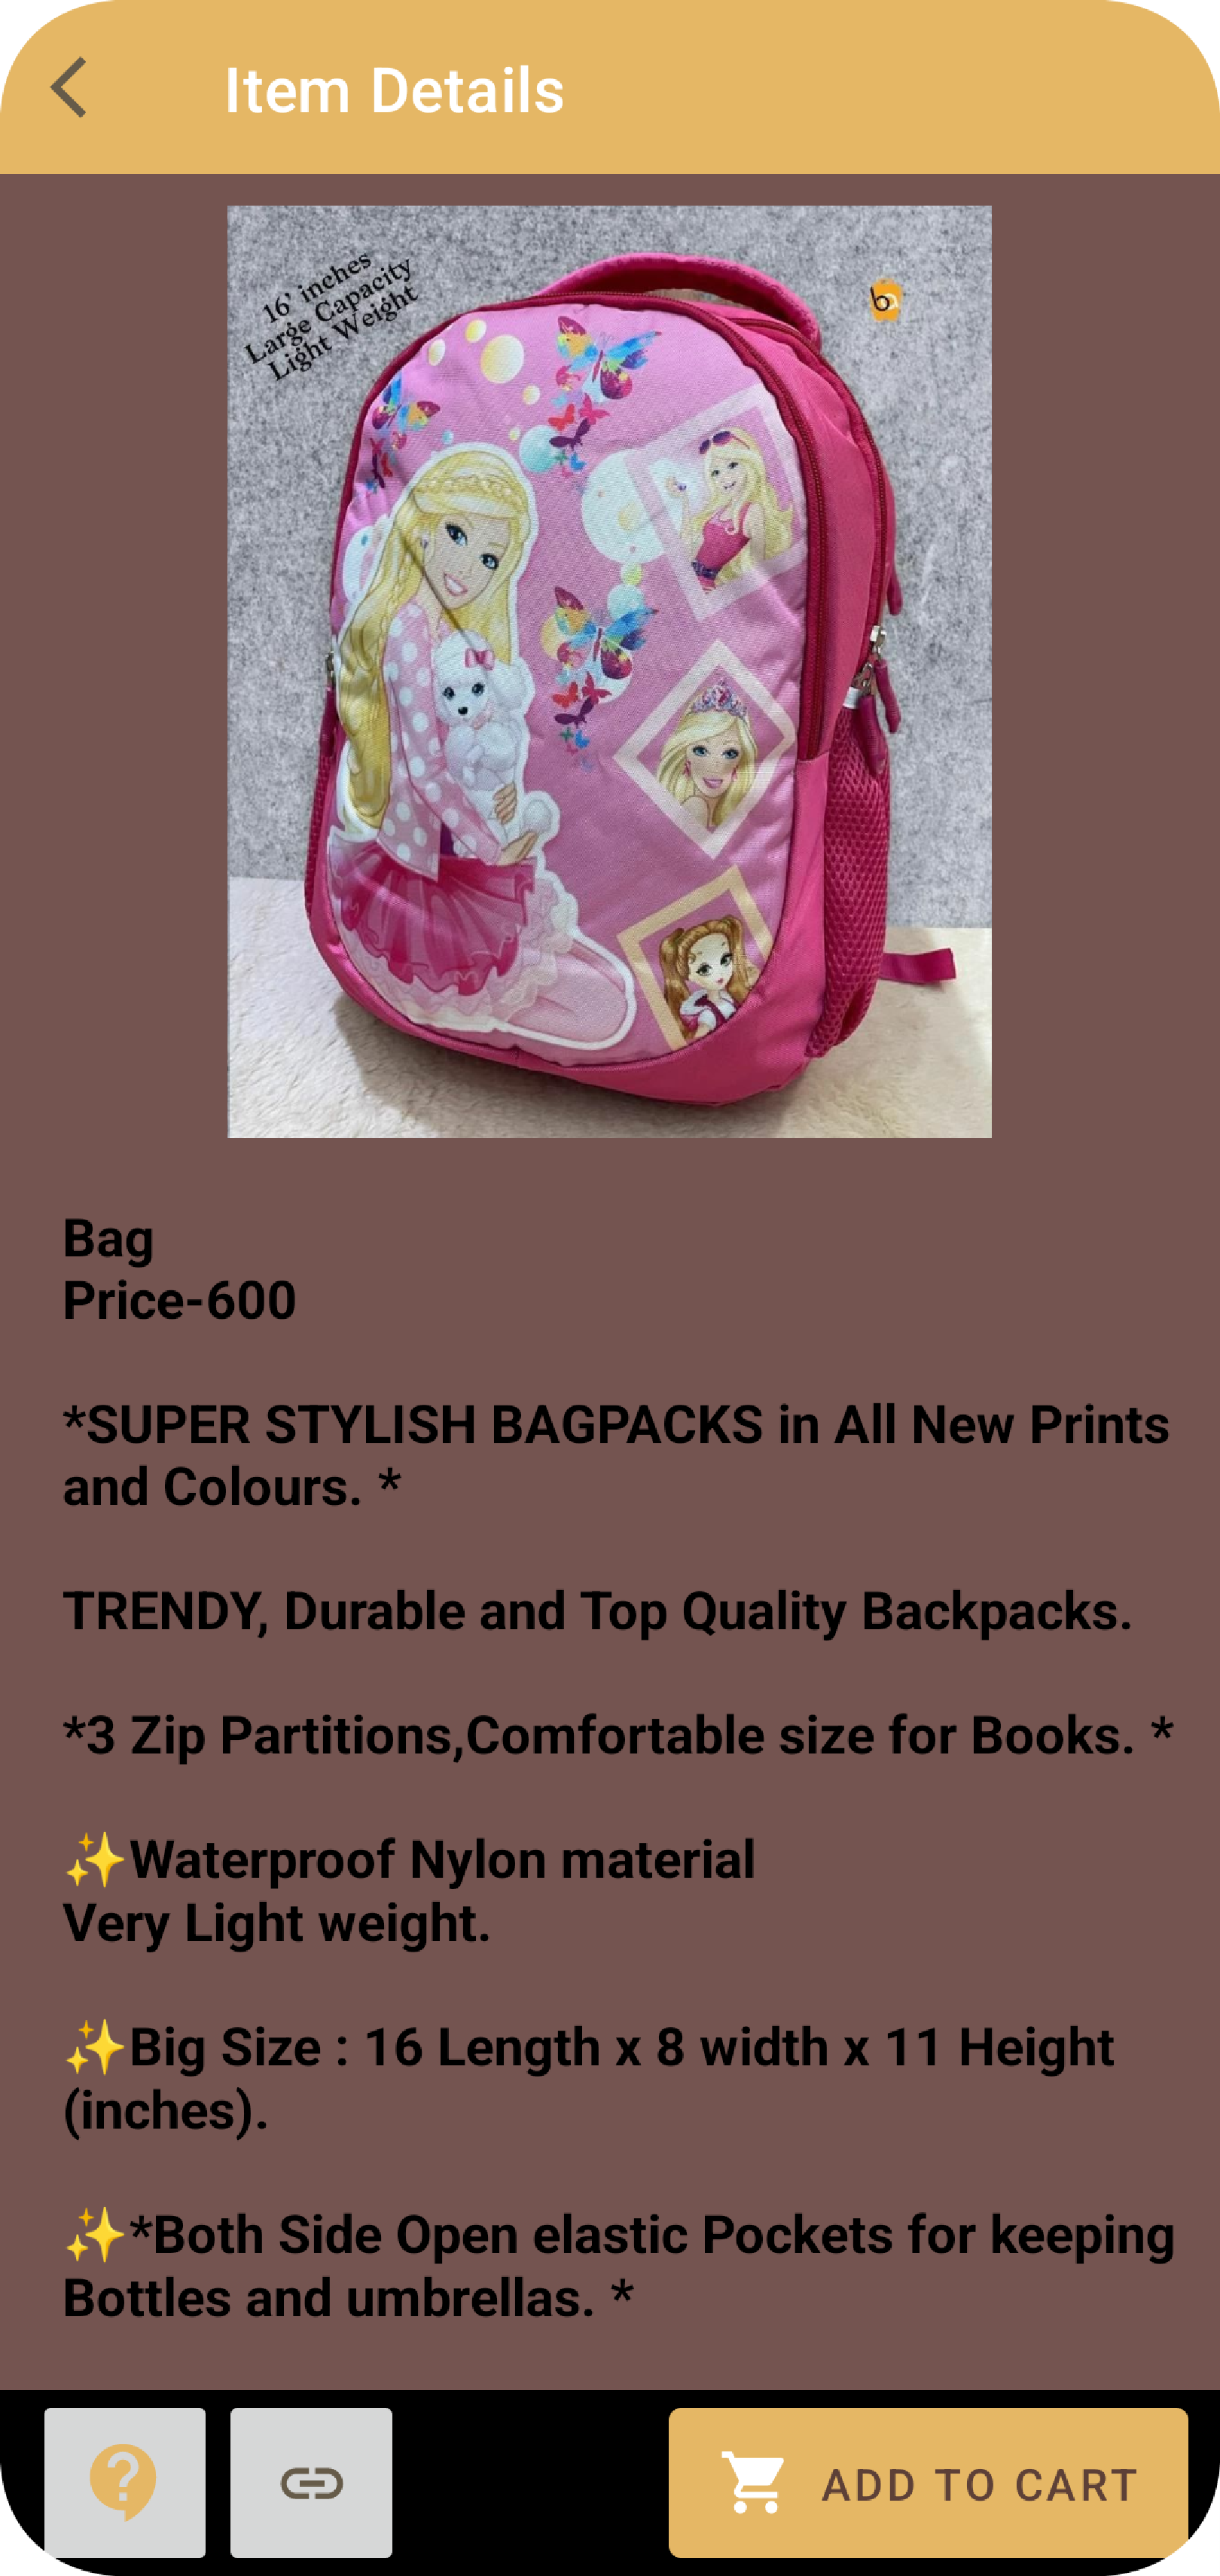 Item Details
16' inches
Large Capacity
Light Weight
b
Bag
Price-600
*SUPER STYLISH BAGPACKS in All New Prints
and Colours. *
TRENDY, Durable and Top Quality Backpacks.
*3 Zip Partitions,Comfortable size for Books. *
✨Waterproof Nylon material
Very Light weight.
✨Big Size : 16 Length x 8 width x 11 Height
(inches).
✨*Both Side Open elastic Pockets for keeping
Bottles and umbrellas. *
ADD TO CART